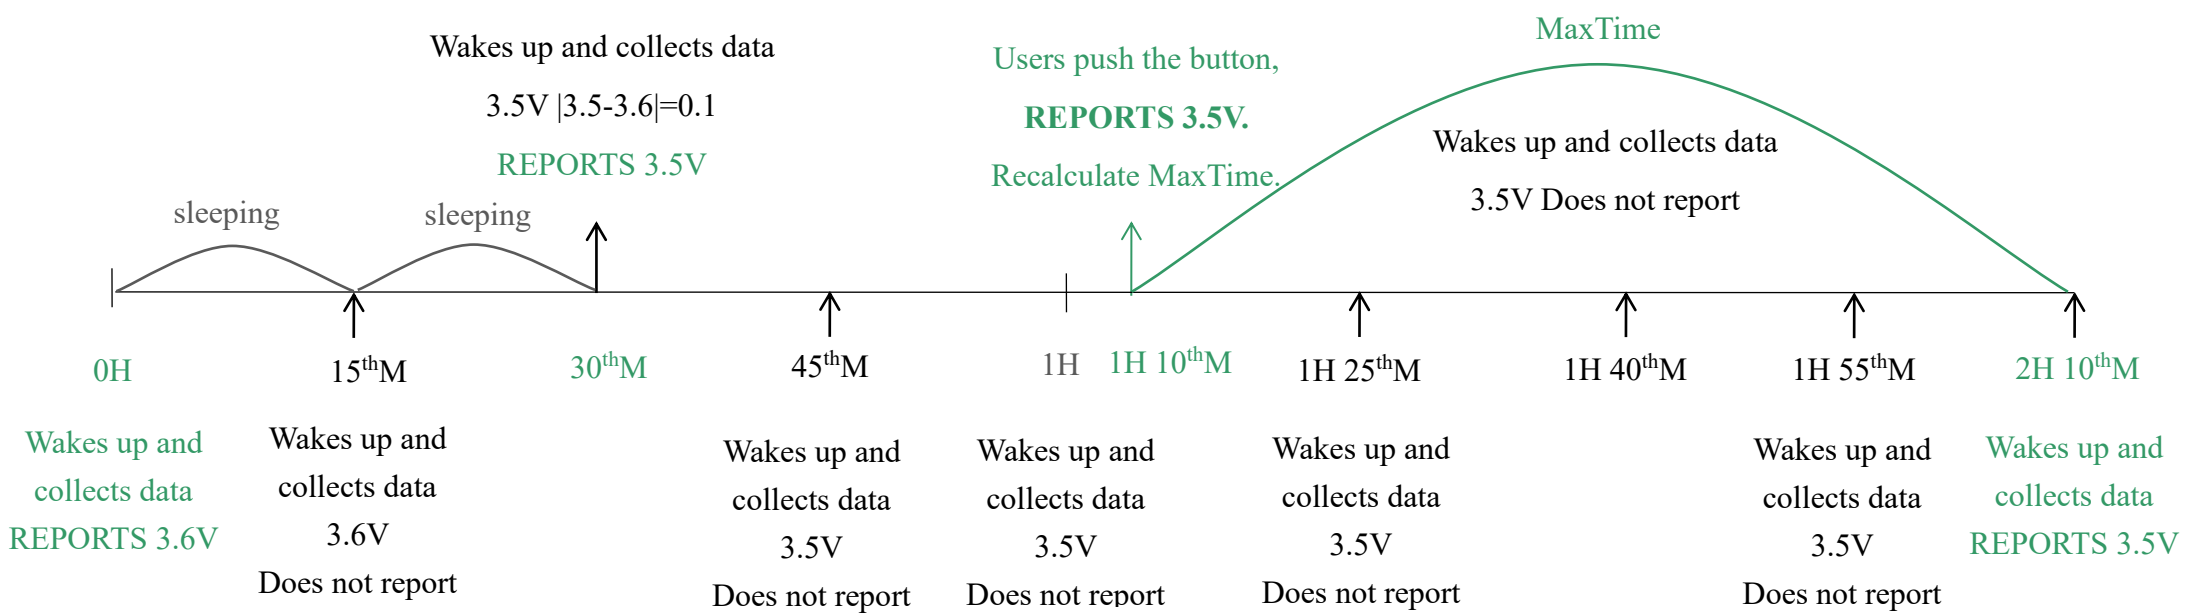 Wakes up and collects data
3.5V |3.5-3.6|=0.1
REPORTS 3.5V
Users push the button,
REPORTS 3.5V.
Recalculate MaxTime.
MaxTime
Wakes up and collects data
3.5V Does not report
sleeping
sleeping
0H
15thM
30thM
45thM
1H
1H 10thM
1H 25thM
1H 40thM
1H 55thM
2H 10thM
Wakes up and
collects data
REPORTS 3.6V
Wakes up and
collects data
3.6V
Does not report
Wakes up and
collects data
3.5V
Does not report
Wakes up and
collects data
3.5V
Does not report
Wakes up and
collects data
3.5V
Does not report
Wakes up and
collects data
3.5V
Does not report
Wakes up and
collects data
REPORTS 3.5V